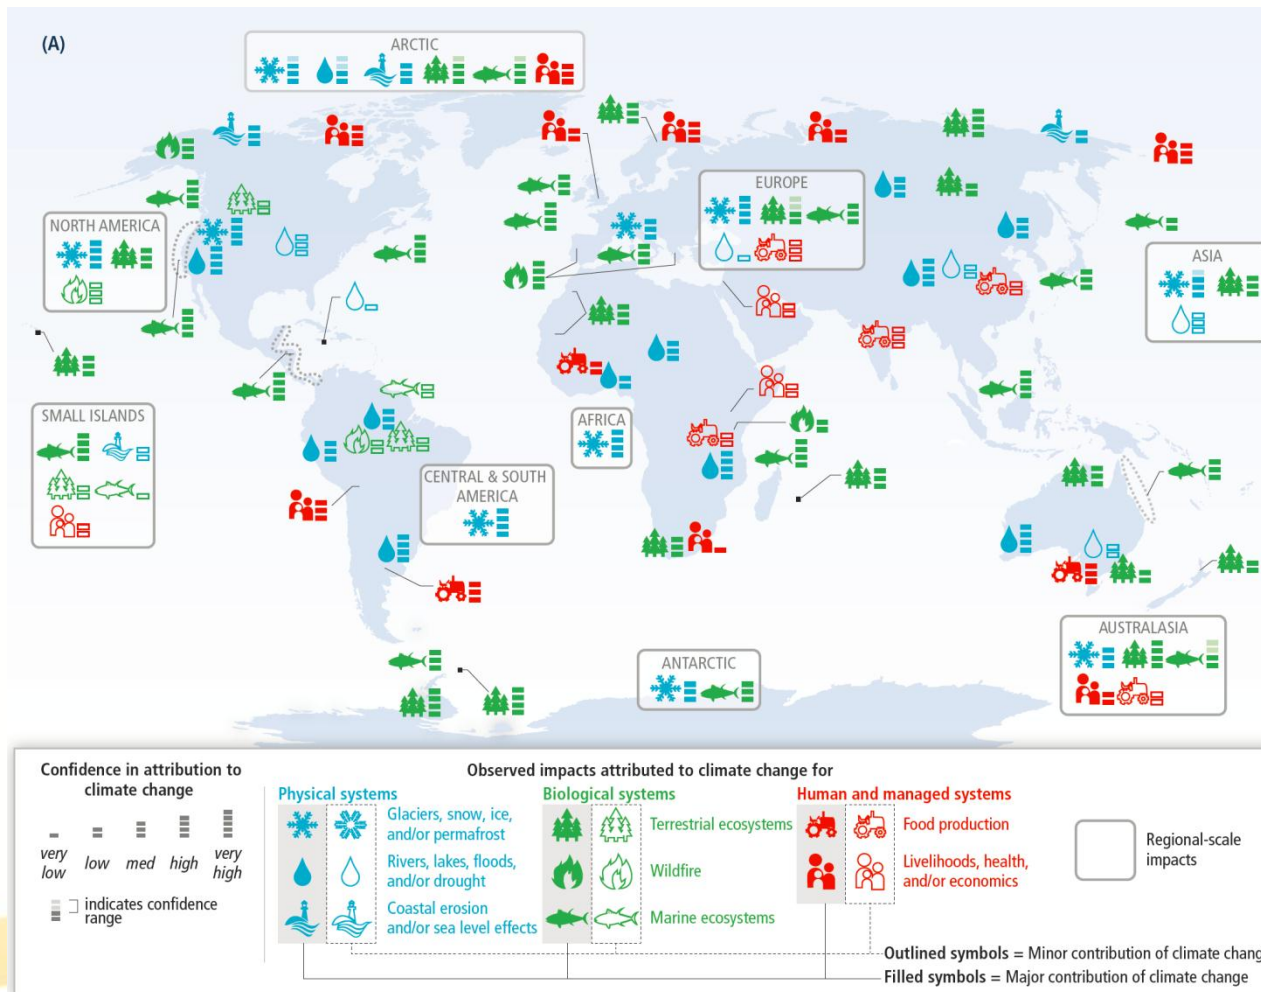 (A)
ARCTIC
NORTH AMERICA
EUROPE
ASIA
SMALL ISLANDS
AFRICA
CENTRAL & SOUTH
AMERICA
ANTARCTIC
AUSTRALASIA
Confidence in attribution to
climate change
very
low
low
med
high
very
high
indicates confidence
range
Observed impacts attributed to climate change for
Physical systems
Glaciers, snow, ice,
and/or permafrost
Rivers, lakes, floods,
and/or drought
Coastal erosion
and/or sea level effects
Biological systems
Terrestrial ecosystems
Wildfire
Marine ecosystems
Human and managed systems
Food production
Livelihoods, health,
and/or economics
Regional-scale
impacts
Outlined symbols = Minor contribution of climate chang
Filled symbols = Major contribution of climate change